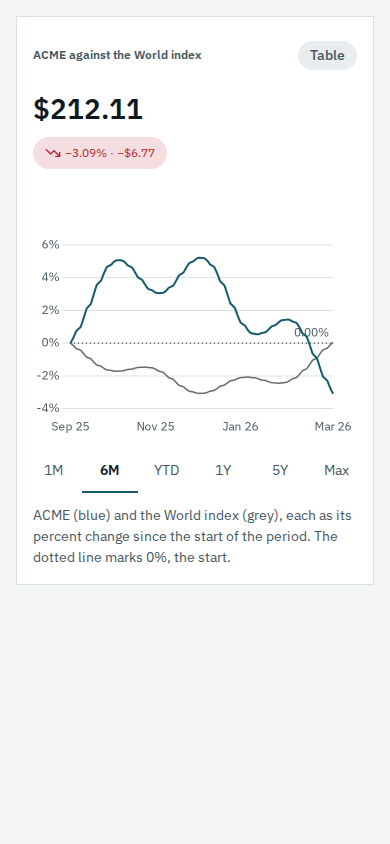 ACME against the World index
Table
$212.11
−3.09% · −$6.77
6%
4%
2%
0.00%
0%
-2%
-4%
Sep 25 Nov 25 Jan 26 Mar 26
1M 6M YTD 1Y 5Y Max
ACME (blue) and the World index (grey), each as its
percent change since the start of the period. The
dotted line marks 0%, the start.